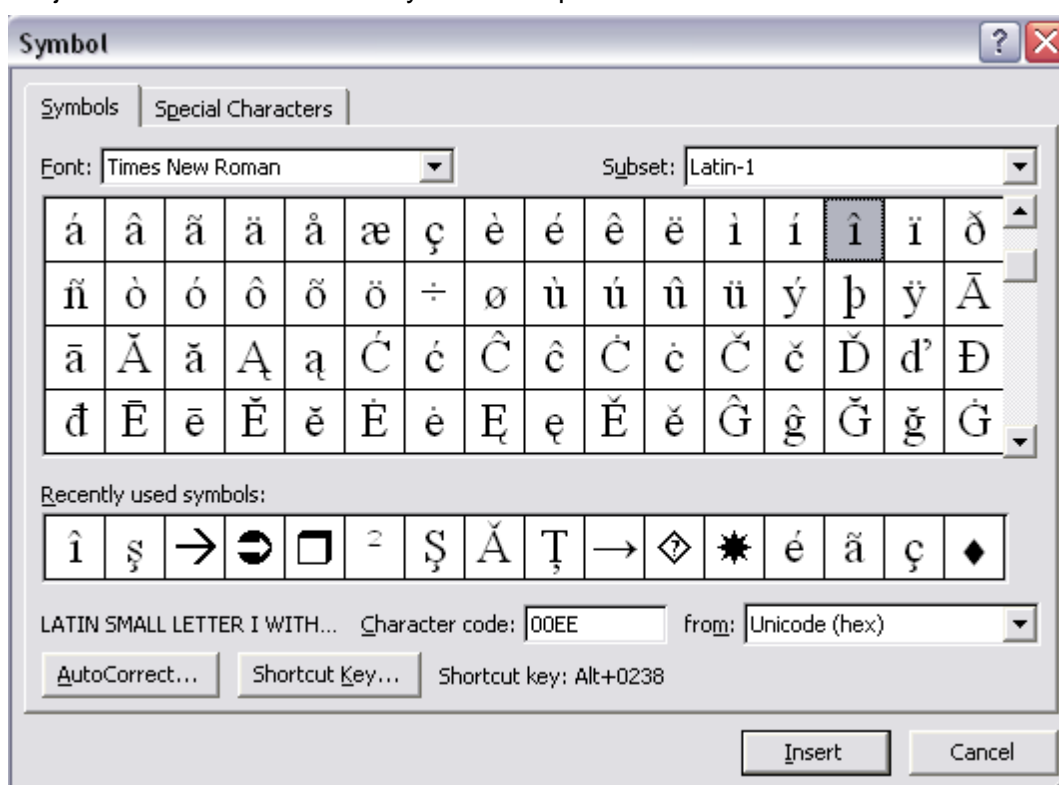 Symbol
Symbols Special Characters
Font: Times New Roman Subset: Latin-1
á â ã ä å æ ç è é ê ë ì í î ï ð
ñ ò ó ô õ ö ÷ ø ù ú û ü ý þ ÿ Ā
ā Ă ă Ą ą Ć ć Ĉ ĉ Ċ ċ Č č Ď ď Đ
đ Ē ē Ĕ ĕ Ė ė Ę ę Ě ě Ĝ ĝ Ğ ğ Ġ
Recently used symbols:
î ş → ➲ ❒ ² Ş Ă Ţ → é ã ç ♦
LATIN SMALL LETTER I WITH... Character code: 00EE from: Unicode (hex)
AutoCorrect... Shortcut Key... Shortcut key: Alt+0238
Insert Cancel